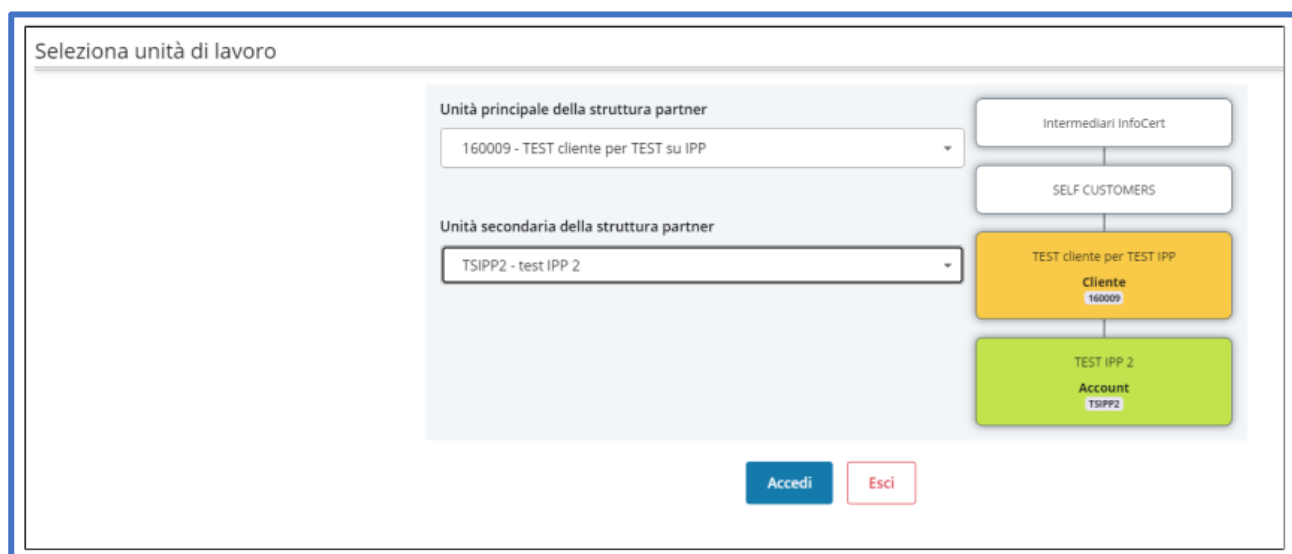 Seleziona unità di lavoro
Unità principale della struttura partner
160009 - TEST cliente per TEST su IPP
Unità secondaria della struttura partner
TSIPP2 - test IPP 2
Intermediari InfoCert
SELF CUSTOMERS
TEST cliente per TEST IPP
Cliente
160009
TEST IPP 2
Account
TSIPP2
Accedi
Esci